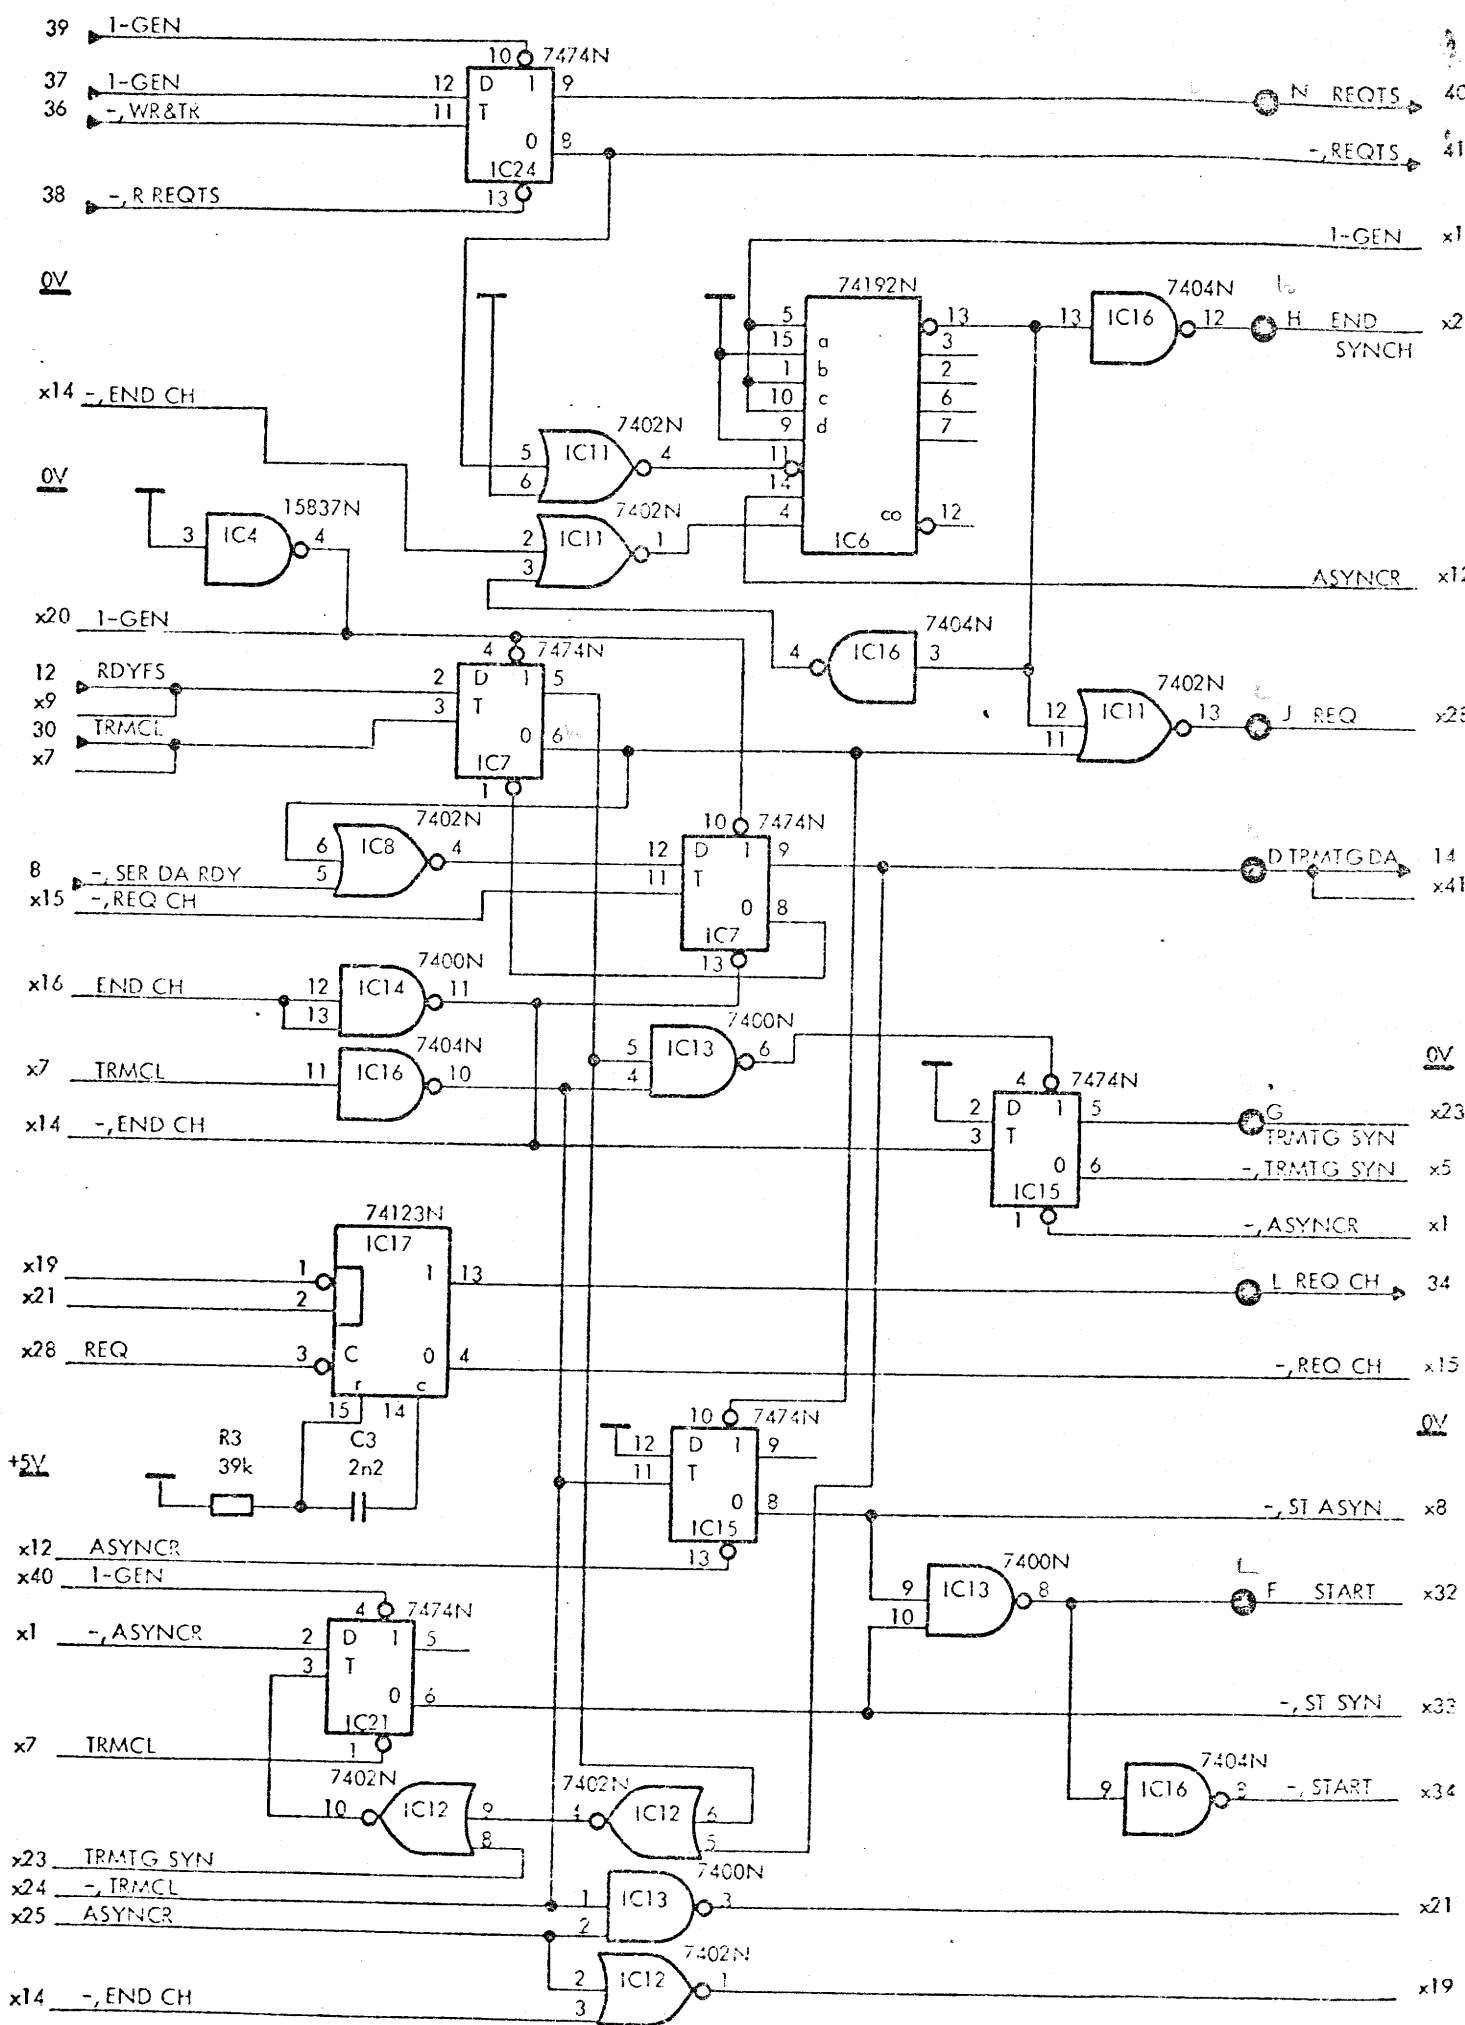 39 1-GEN
10 7474N
37 1-GEN 12 D 1 9 N REQTS 40
36 -,WR&TR 11 T
0 8 -,REQTS 41
IC24
38 -,R REQTS 13
1-GEN x1
0V
74192N 7404N
5 13 13 IC16 12 H END x2
15 a 3 SYNCH
1 b 2
10 c 6
9 d 7
x14 -,END CH
7402N
5 IC11 4 11
6 14
0V
15837N 7402N
3 IC4 4 2 IC11 1 4 CO 12
3 IC6
ASYNCR x12
x20 1-GEN
7404N
4 7474N 4 IC16 3
12 RDYFS 2 D 1 5
x9 3 T
7402N
30 TRMCL 12 IC11 13 J REQ x28
x7 0 6 11
IC7
1
7402N 10 7474N
6 IC8 4 12 D 1 9 D TRMTG DA 14
8 -,SER DA RDY 5 11 T x41
x15 -,REQ CH 0 8
IC7
7400N 13
x16 END CH 12 IC14 11
13
7404N 7400N
x7 TRMCL 11 IC16 10 5 IC13 6
4
0V
4 7474N
x14 -,END CH 2 D 1 5 G x23
3 T TRMTG SYN
0 6 -,TRMTG SYN x5
IC15
1 -,ASYNCR x1
74123N
IC17
x19 1 1 13 L REQ CH 34
x21 2
x28 REQ 3 C 0 4 -,REQ CH x15
r c
15 14
10 7474N
0V
R3 C3 12 D 1 9
+5V 39k 2n2 11 T
0 8 -,ST ASYN x8
IC15
x12 ASYNCR 13
x40 1-GEN
7400N
4 7474N 9 IC13 8 F START x32
x1 -,ASYNCR 2 D 1 5 10
3 T
0 6 -,ST SYN x33
IC21
x7 TRMCL 1
7402N 7402N 7404N
10 IC12 9 4 IC12 6 9 IC16 8 -,START x34
8 5
x23 TRMTG SYN
7400N
x24 -,TRMCL 1 IC13 3 x21
x25 ASYNCR 2
7402N
2 IC12 1 x19
x14 -,END CH 3